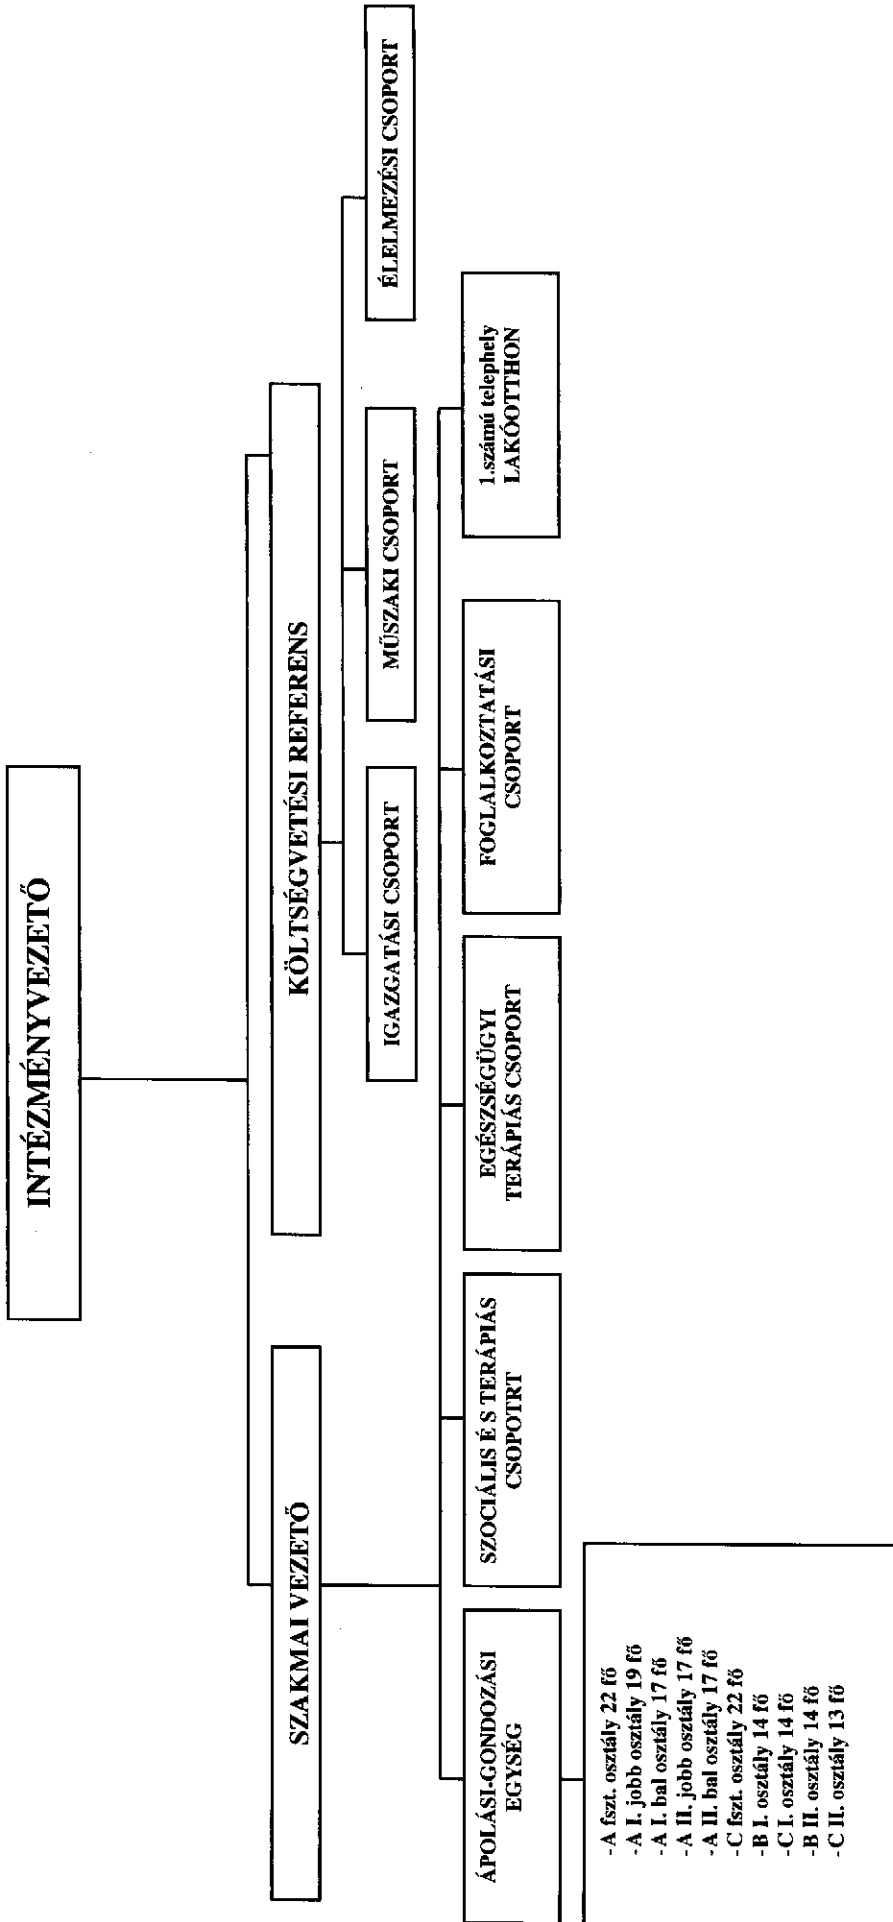 INTÉZMÉNYVEZETŐ
SZAKMAI VEZETŐ
KÖLTSÉGVETÉSI REFERENS
IGAZGATÁSI CSOPORT
MŰSZAKI CSOPORT
ÉLELMEZÉSI CSOPORT
ÁPOLÁSI-GONDOZÁSI
EGYSÉG
SZOCIÁLIS É S TERÁPIÁS
CSOPOTRT
EGÉSZSÉGÜGYI
TERÁPIÁS CSOPORT
FOGLALKOZTATÁSI
CSOPORT
1.számú telephely
LAKÓOTTHON
-A fszt. osztály 22 fő
-A I. jobb osztály 19 fő
-A I. bal osztály 17 fő
-A II. jobb osztály 17 fő
-A II. bal osztály 17 fő
-C fszt. osztály 22 fő
-B I. osztály 14 fő
-C I. osztály 14 fő
-B II. osztály 14 fő
-C II. osztály 13 fő